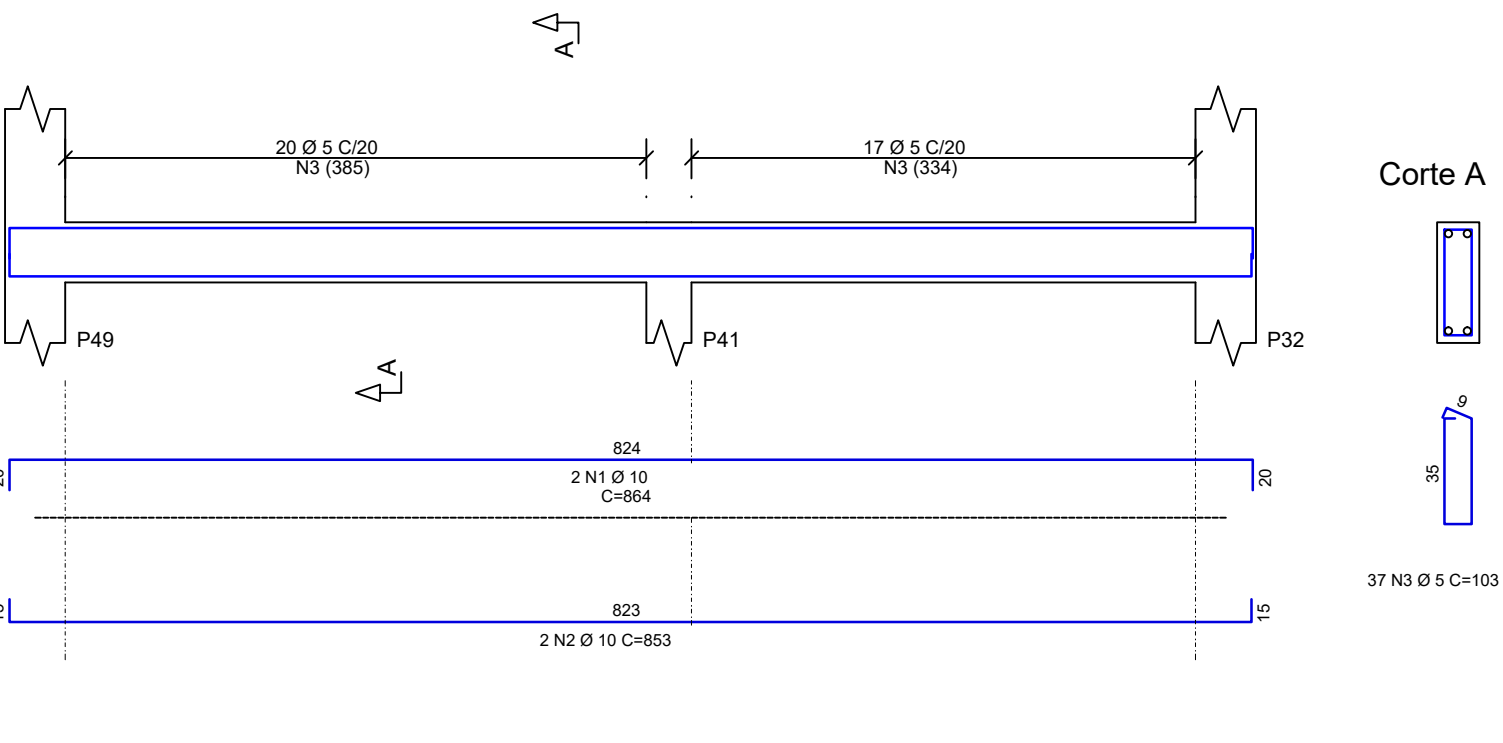 A
20 Ø 5 C/20
N3 (385)
17 Ø 5 C/20
N3 (334)
Corte A
P49
P41
P32
A
9
824
2 N1 Ø 10
C=864
20
35
37 N3 Ø 5 C=103
823
2 N2 Ø 10 C=853
15